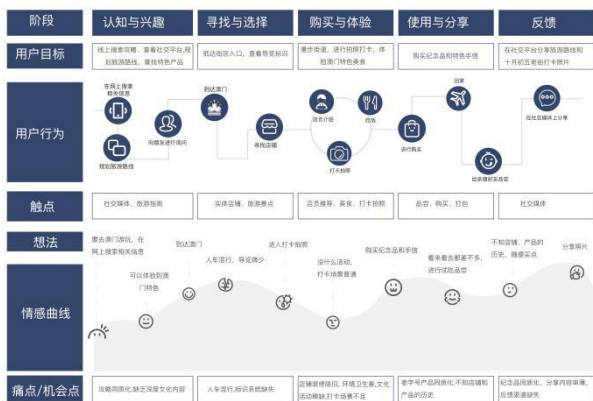 阶段
认知与兴趣
寻找与选择
购买与体验
使用与分享
反馈
用户目标
线上搜索攻略、查看社交平台,规
划旅游路线、查找特色产品
抵达街区入口、查看导览标识
漫步街道、进行拍照打卡、体
验澳门特色美食
购买纪念品和特色手信
在社交平台分享旅游路线和
十月初五老街打卡照片
用户行为
在网上搜索
相关信息
规划旅游路线
向朋友进行询问
到达澳门
寻找店铺
店员介绍
吃饭
打卡拍照
进行购买
回家
给亲朋好友品尝
在社交媒体上分享
触点
社交媒体、旅游指南
实体店铺、旅游景点
店员推荐、美食、打卡拍照
品尝、购买、打包
社交媒体
想法
要去澳门游玩，在
网上搜索相关信息
可以体验到澳
门特色
到达澳门
人车混行，导览牌少
进入打卡拍照
没什么活动，
打卡场景普通
购买纪念品和手信
看来看去都差不多，
进行试吃品尝
不知店铺、产品的
历史，随便买点
分享照片
情感曲线
痛点/机会点
攻略同质化,缺乏深度文化内容
人车混行,标识系统缺失
店铺装修陈旧, 环境卫生差,文化
活动稀缺,打卡场景不足
老字号产品同质化,不知店铺和
产品的历史
纪念品同质化，分享内容单薄,
反馈渠道缺失